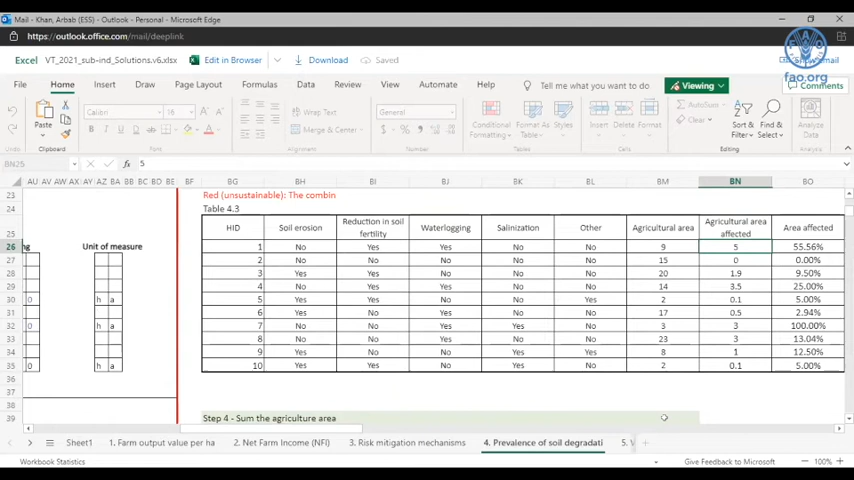 Mail - Khan, Arbab (ESS) - Outlook - Personal - Microsoft Edge
https://outlook.office.com/mail/deeplink
Excel VT_2021_sub-ind_Solutions.v6.xlsx Edit in Browser Download Saved
fao.org
File Home Insert Draw Page Layout Formulas Data Review View Automate Help Tell me what you want to do Viewing Comments
Paste Calibri 16 Wrap Text General Conditional Formatting Format As Table Styles Insert Delete Format AutoSum Sort & Filter Find & Select Analyze Data
B Merge & Center $ % Clear
Undo Clipboard Font Alignment Number Tables Cells Editing
BN25 fx 5
AU AV AW AX AY AZ BA BB BC BD BE BF BG BH BI BJ BK BL BM BN BO
23 Red (unsustainable): The combin
24 Table 4.3
25 HID Soil erosion Reduction in soil fertility Waterlogging Salinization Other Agricultural area Agricultural area affected Area affected
26 ng Unit of measure 1 No Yes Yes No No 9 5 55.56%
27 2 No No No No No 15 0 0.00%
28 3 Yes Yes No No No 20 1.9 9.50%
29 4 No Yes No No No 14 3.5 25.00%
30 0 h a 5 Yes Yes No No Yes 2 0.1 5.00%
31 6 Yes No Yes No No 17 0.5 2.94%
32 0 h a 7 No No Yes Yes No 3 3 100.00%
33 8 No No Yes No No 23 3 13.04%
34 9 Yes No No Yes Yes 8 1 12.50%
35 0 h a 10 Yes Yes No Yes No 2 0.1 5.00%
36
37
38
39 Step 4 - Sum the agriculture area
Sheet1 1. Farm output value per ha 2. Net Farm Income (NFI) 3. Risk mitigation mechanisms 4. Prevalence of soil degradati 5.
Workbook Statistics Give Feedback to Microsoft 100%